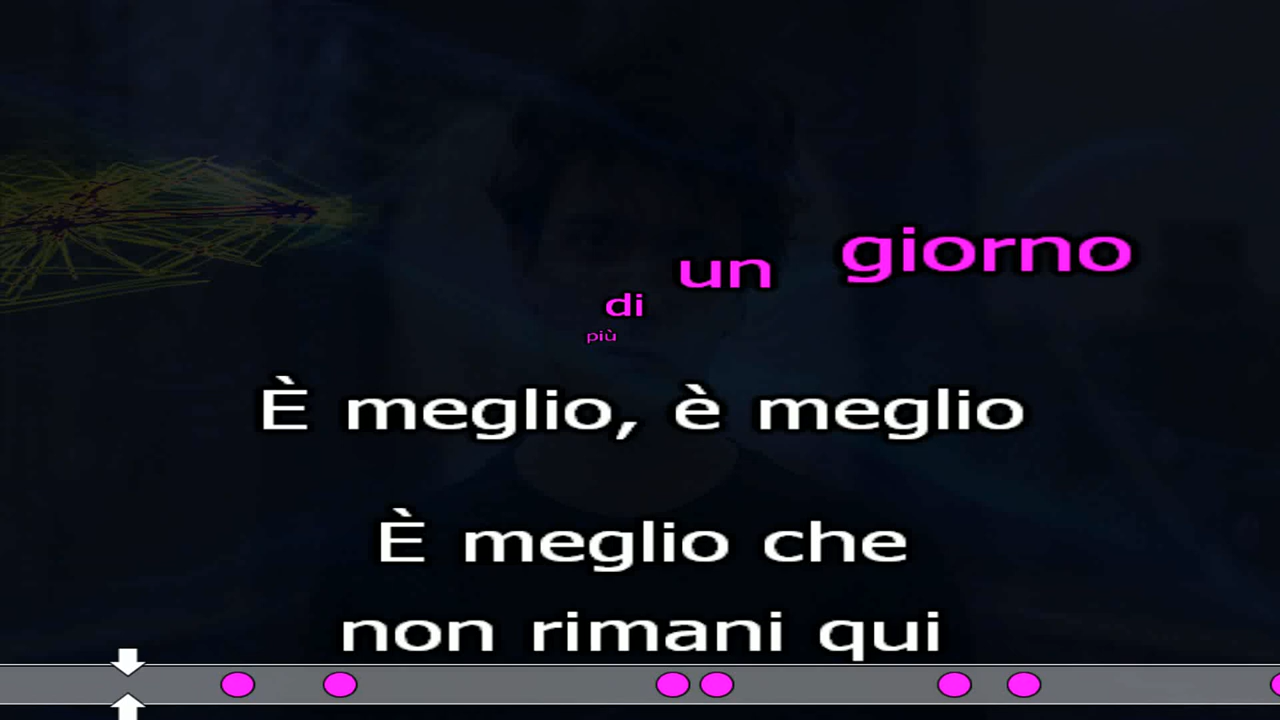 più di un giorno
È meglio, è meglio
È meglio che
non rimani qui